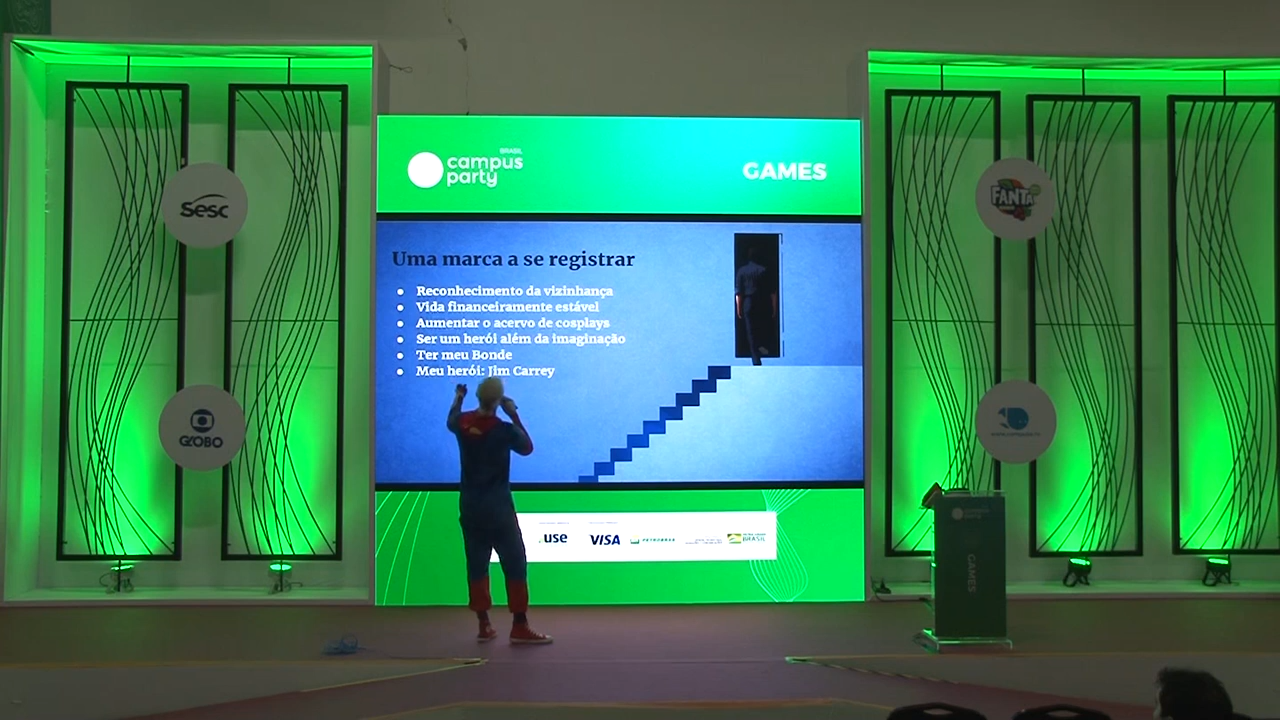 BRASIL
campus
party
GAMES
Sesc
FANTA
Uma marca a se registrar
● Reconhecimento da vizinhança
● Vida financeiramente estável
● Aumentar o acervo de cosplays
● Ser um herói além da imaginação
● Ter meu Bonde
● Meu herói: Jim Carrey
GLOBO
.use
VISA
PETROBRAS
BRASIL
campus
party
GAMES